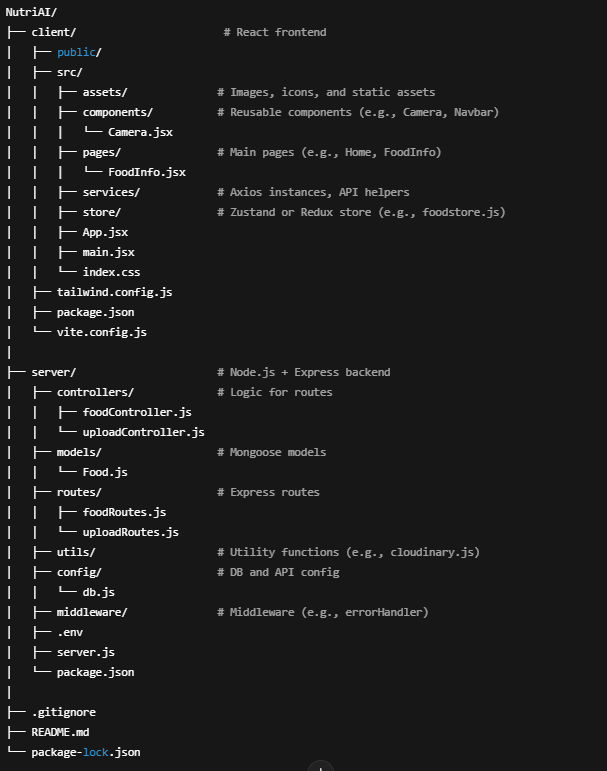 NutriAI/
├── client/                         # React frontend
│   ├── public/
│   ├── src/
│   │   ├── assets/              # Images, icons, and static assets
│   │   ├── components/          # Reusable components (e.g., Camera, Navbar)
│   │   │   └── Camera.jsx
│   │   ├── pages/               # Main pages (e.g., Home, FoodInfo)
│   │   │   └── FoodInfo.jsx
│   │   ├── services/            # Axios instances, API helpers
│   │   ├── store/               # Zustand or Redux store (e.g., foodstore.js)
│   │   ├── App.jsx
│   │   ├── main.jsx
│   │   └── index.css
│   ├── tailwind.config.js
│   ├── package.json
│   └── vite.config.js
│
├── server/                      # Node.js + Express backend
│   ├── controllers/             # Logic for routes
│   │   ├── foodController.js
│   │   └── uploadController.js
│   ├── models/                  # Mongoose models
│   │   └── Food.js
│   ├── routes/                  # Express routes
│   │   ├── foodRoutes.js
│   │   └── uploadRoutes.js
│   ├── utils/                   # Utility functions (e.g., cloudinary.js)
│   ├── config/                  # DB and API config
│   │   └── db.js
│   ├── middleware/              # Middleware (e.g., errorHandler)
│   ├── .env
│   ├── server.js
│   └── package.json
│
├── .gitignore
├── README.md
└── package-lock.json